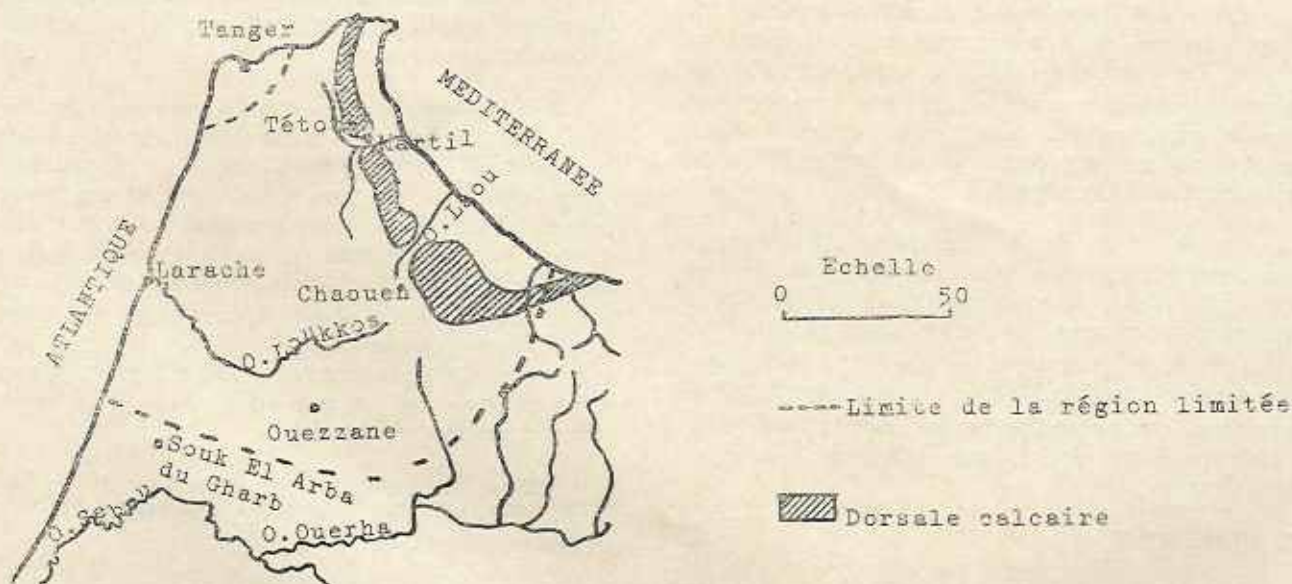 Tanger
MEDITERRANEE
Martil
O.Laou
ATLANTIQUE
Larache
Chaouen
O.Loukkos
Ouezzane
Souk El Arba
du Gharb
O.Sebou
O.Ouerha
Echelle
0 50
Limite de la région limitée
Dorsale calcaire